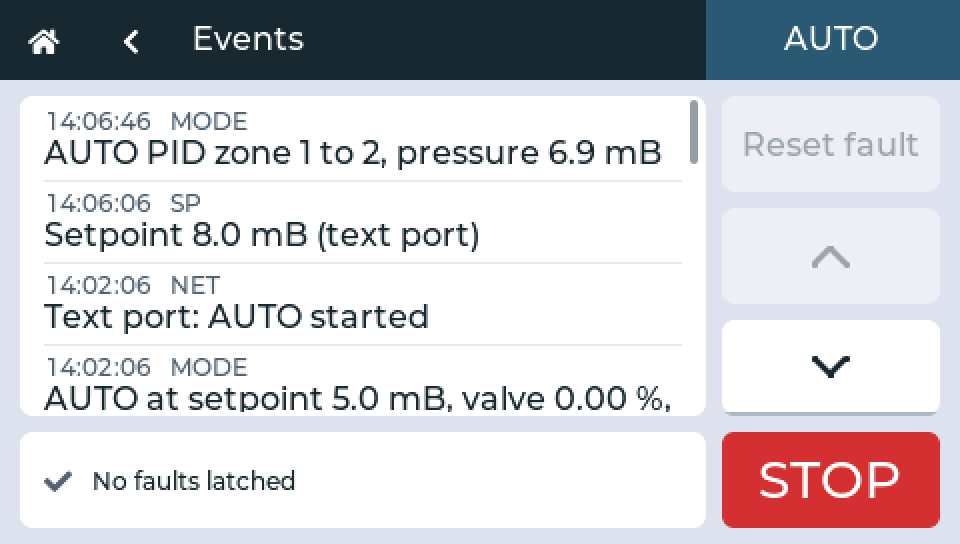 Events
AUTO
14:06:46 MODE
AUTO PID zone 1 to 2, pressure 6.9 mB
14:06:06 SP
Setpoint 8.0 mB (text port)
14:02:06 NET
Text port: AUTO started
14:02:06 MODE
AUTO at setpoint 5.0 mB, valve 0.00 %,
Reset fault
No faults latched
STOP